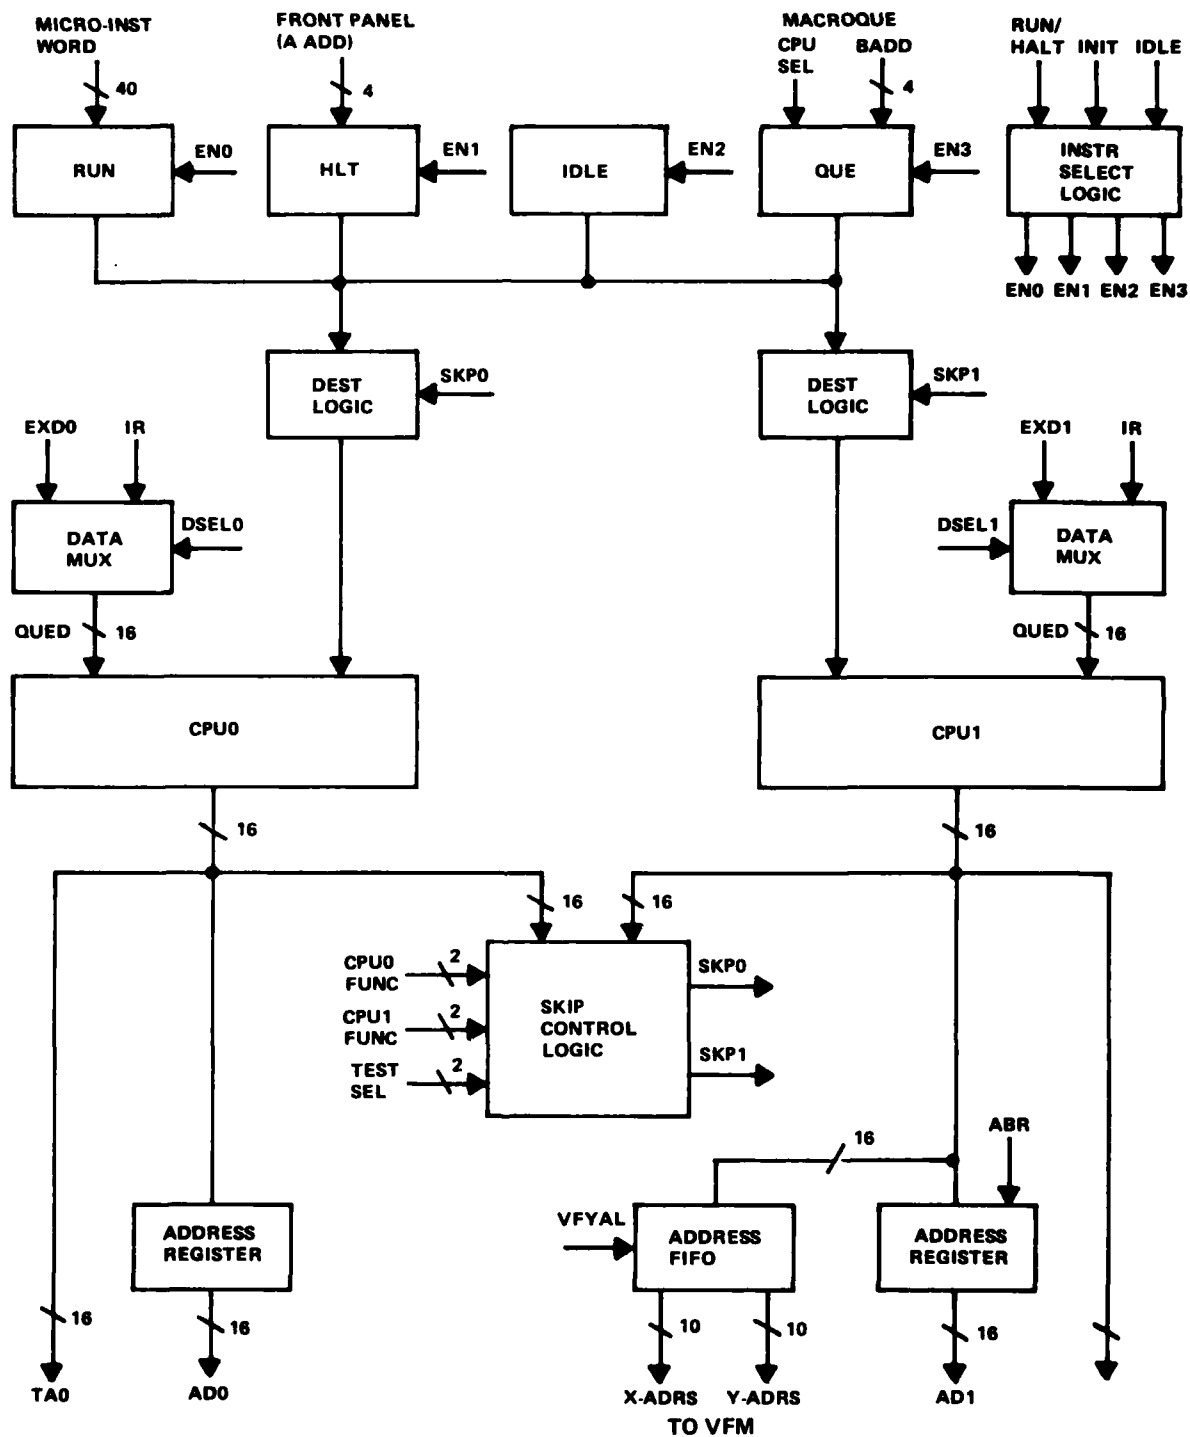 MICRO-INST
WORD
FRONT PANEL
(A ADD)
MACROQUE
CPU
SEL
BADD
RUN/
HALT INIT IDLE
40
4
4
RUN
EN0
HLT
EN1
IDLE
EN2
QUE
EN3
INSTR
SELECT
LOGIC
EN0 EN1 EN2 EN3
DEST
LOGIC
SKP0
DEST
LOGIC
SKP1
EXD0
IR
EXD1
IR
DATA
MUX
DSEL0
DSEL1
DATA
MUX
QUED
16
QUED
16
CPU0
CPU1
16
16
16
16
CPU0
FUNC
2
CPU1
FUNC
2
TEST
SEL
2
SKIP
CONTROL
LOGIC
SKP0
SKP1
16
ABR
ADDRESS
REGISTER
VFYAL
ADDRESS
FIFO
ADDRESS
REGISTER
16
16
10
10
16
TA0
AD0
X-ADRS
Y-ADRS
AD1
TO VFM